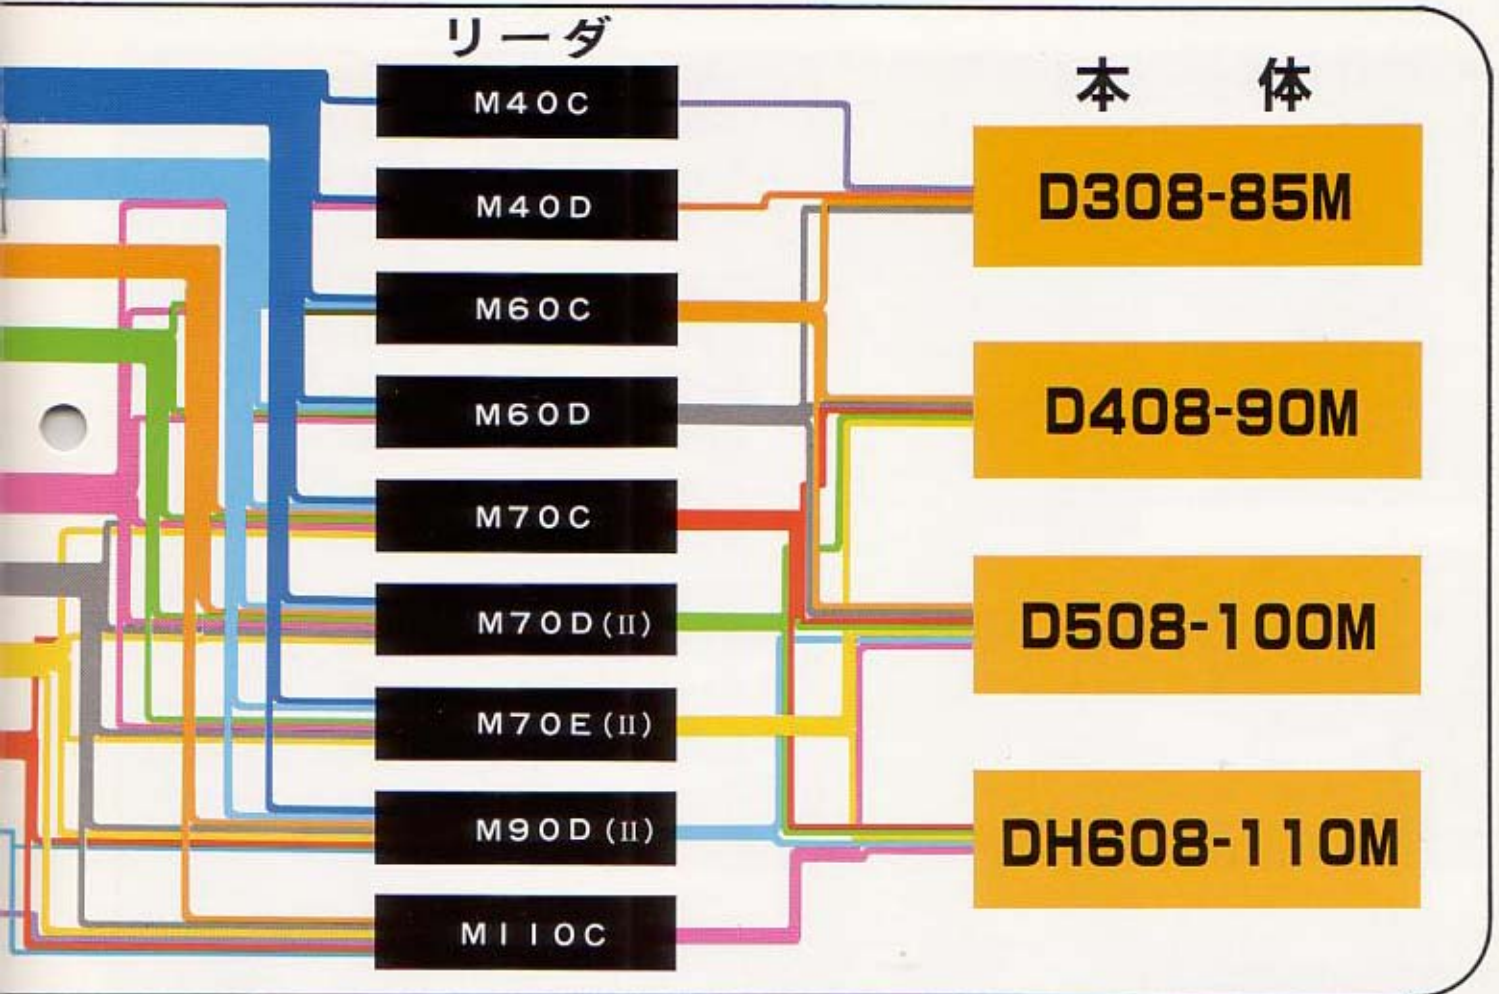 リーダ
M40C
M40D
M60C
M60D
M70C
M70D(II)
M70E(II)
M90D(II)
M110C
本　体
D308-85M
D408-90M
D508-100M
DH608-110M